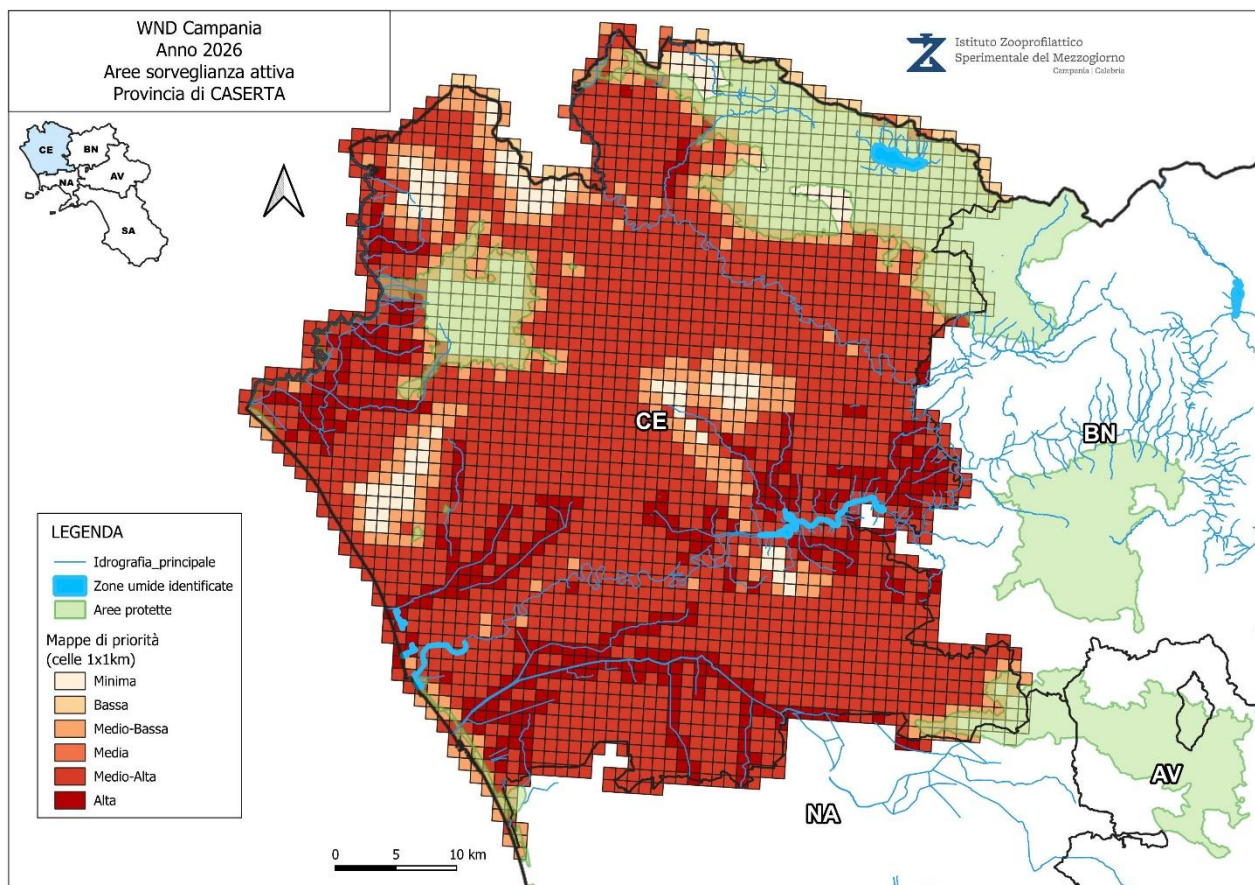 WND Campania
Anno 2026
Aree sorveglianza attiva
Provincia di CASERTA
Istituto Zooprofilattico
Sperimentale del Mezzogiorno
Campania | Calabria
CE
BN
NA
AV
SA
CE
BN
NA
AV
LEGENDA
Idrografia_principale
Zone umide identificate
Aree protette
Mappe di priorità
(celle 1x1km)
Minima
Bassa
Medio-Bassa
Media
Medio-Alta
Alta
0 5 10 km